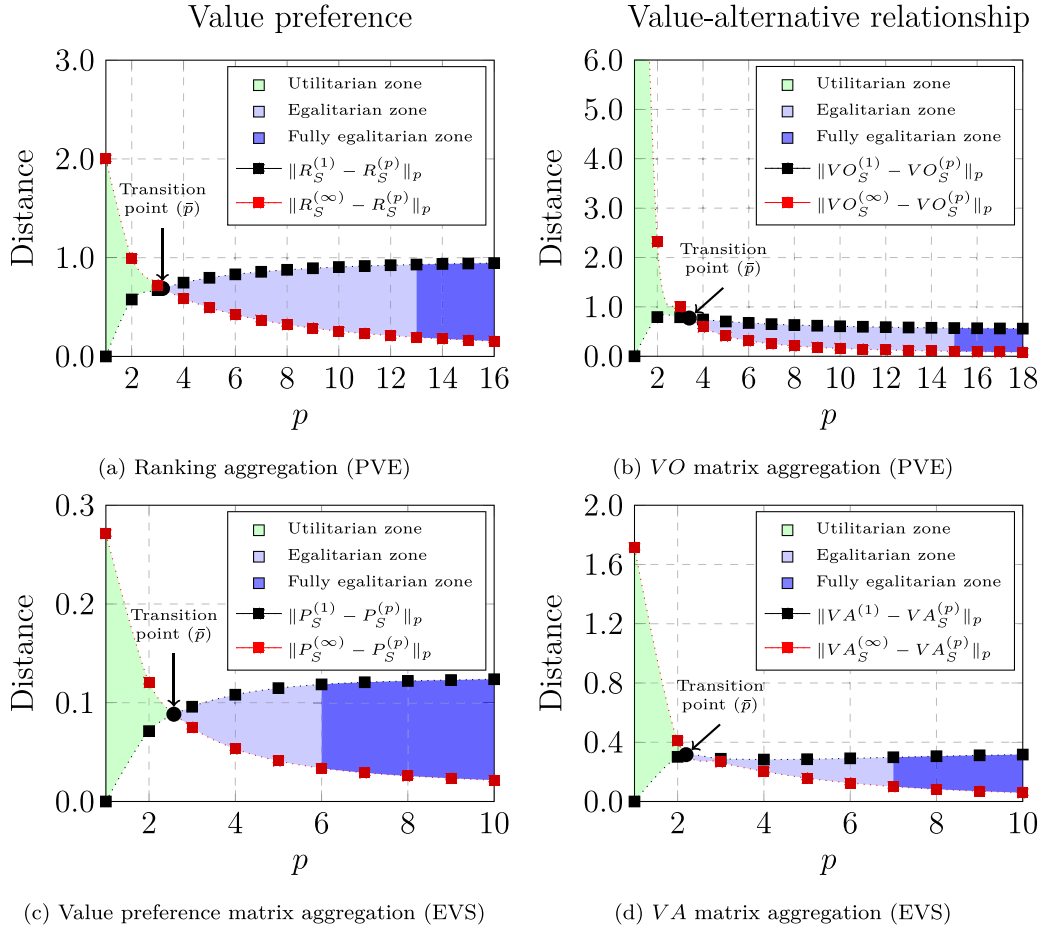 Value preference
Value-alternative relationship
3.0
2.0
1.0
0.0
Distance
Utilitarian zone
Egalitarian zone
Fully egalitarian zone
‖R_S^{(1)} − R_S^{(p)}‖_p
‖R_S^{(∞)} − R_S^{(p)}‖_p
Transition
point (p̄)
2 4 6 8 10 12 14 16
p
(a) Ranking aggregation (PVE)
6.0
5.0
4.0
3.0
2.0
1.0
0.0
Distance
Utilitarian zone
Egalitarian zone
Fully egalitarian zone
‖VO_S^{(1)} − VO_S^{(p)}‖_p
‖VO_S^{(∞)} − VO_S^{(p)}‖_p
Transition
point (p̄)
2 4 6 8 10 12 14 16 18
p
(b) VO matrix aggregation (PVE)
0.3
0.2
0.1
0.0
Distance
Utilitarian zone
Egalitarian zone
Fully egalitarian zone
‖P_S^{(1)} − P_S^{(p)}‖_p
‖P_S^{(∞)} − P_S^{(p)}‖_p
Transition
point (p̄)
2 4 6 8 10
p
(c) Value preference matrix aggregation (EVS)
2.0
1.6
1.2
0.8
0.4
0.0
Distance
Utilitarian zone
Egalitarian zone
Fully egalitarian zone
‖VA^{(1)} − VA_S^{(p)}‖_p
‖VA_S^{(∞)} − VA_S^{(p)}‖_p
Transition
point (p̄)
2 4 6 8 10
p
(d) VA matrix aggregation (EVS)